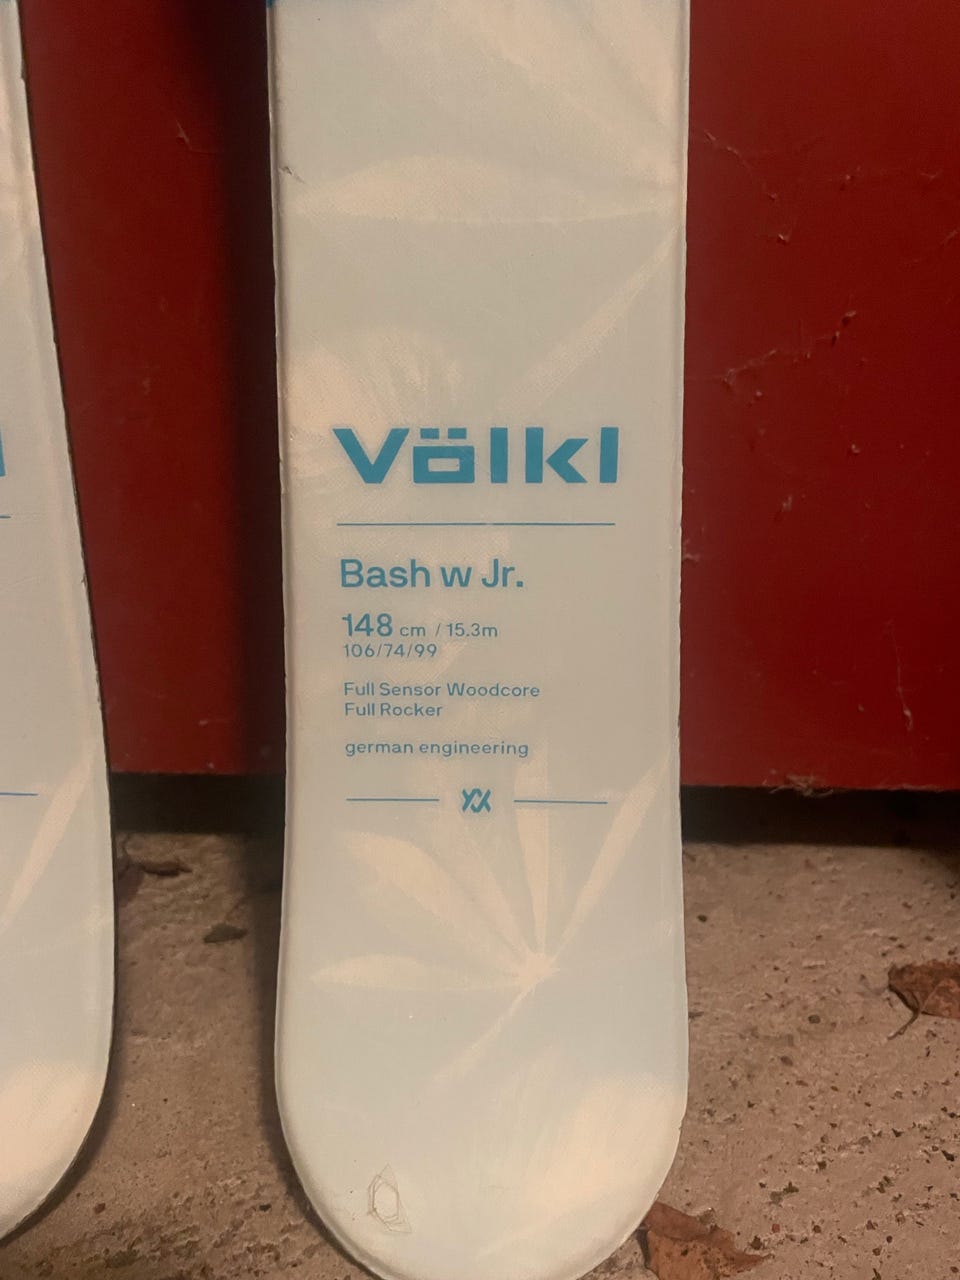 Völkl
Bash w Jr.
148 cm / 15.3m
106/74/99
Full Sensor Woodcore
Full Rocker
german engineering